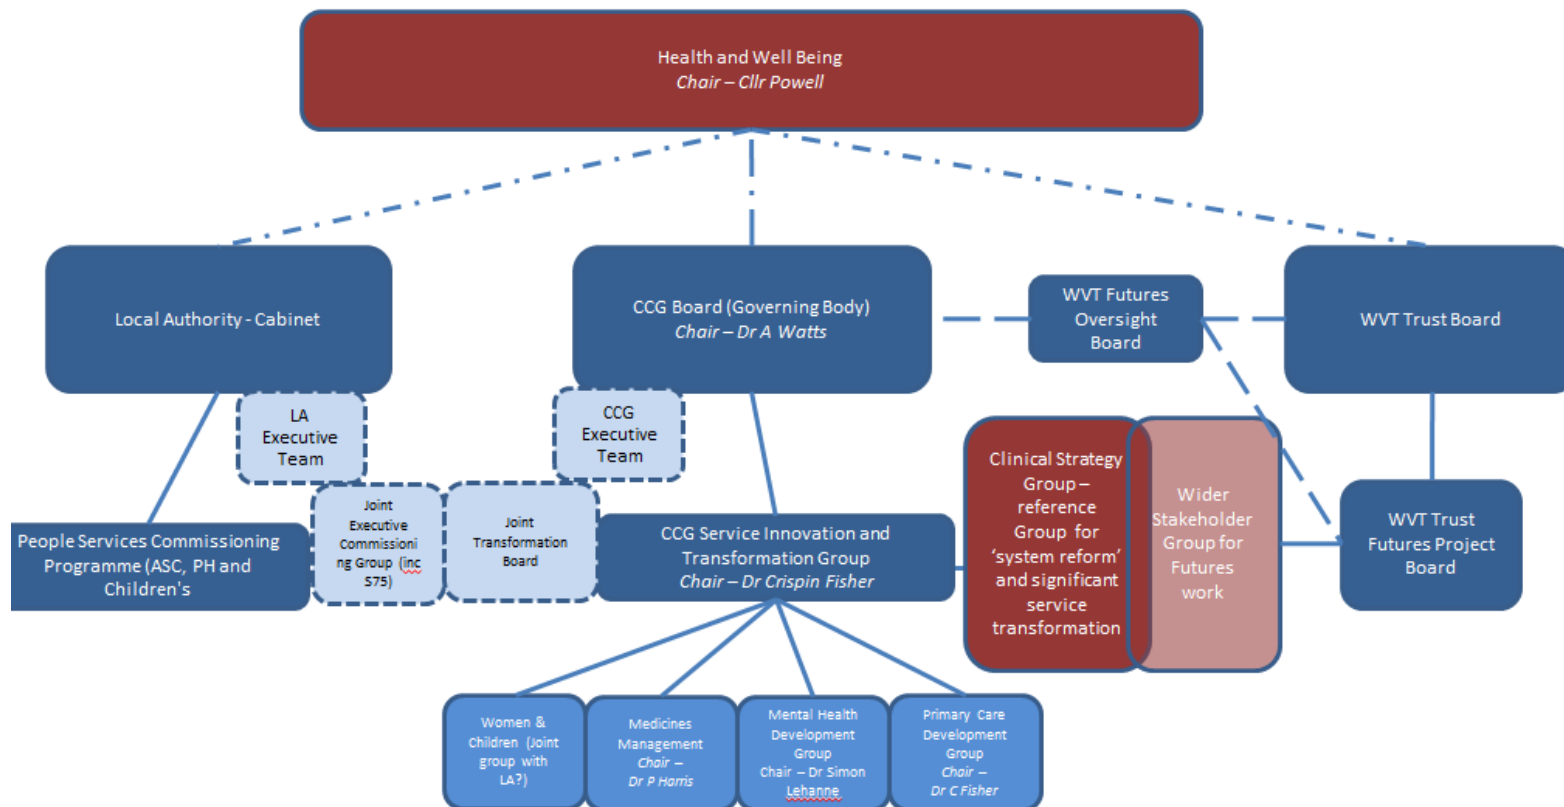 Health and Well Being
Chair – Cllr Powell
Local Authority - Cabinet
CCG Board (Governing Body)
Chair – Dr A Watts
WVT Futures
Oversight
Board
WVT Trust Board
LA
Executive
Team
CCG
Executive
Team
Joint
Executive
Commissioni
ng Group (inc
S75)
Joint
Transformation
Board
People Services Commissioning
Programme (ASC, PH and
Children's
CCG Service Innovation and
Transformation Group
Chair – Dr Crispin Fisher
Clinical Strategy
Group –
reference
Group for
‘system reform’
and significant
service
transformation
Wider
Stakeholder
Group for
Futures
work
WVT Trust
Futures Project
Board
Women &
Children (Joint
group with
LA?)
Medicines
Management
Chair –
Dr P Harris
Mental Health
Development
Group
Chair – Dr Simon
Lehanne
Primary Care
Development
Group
Chair –
Dr C Fisher